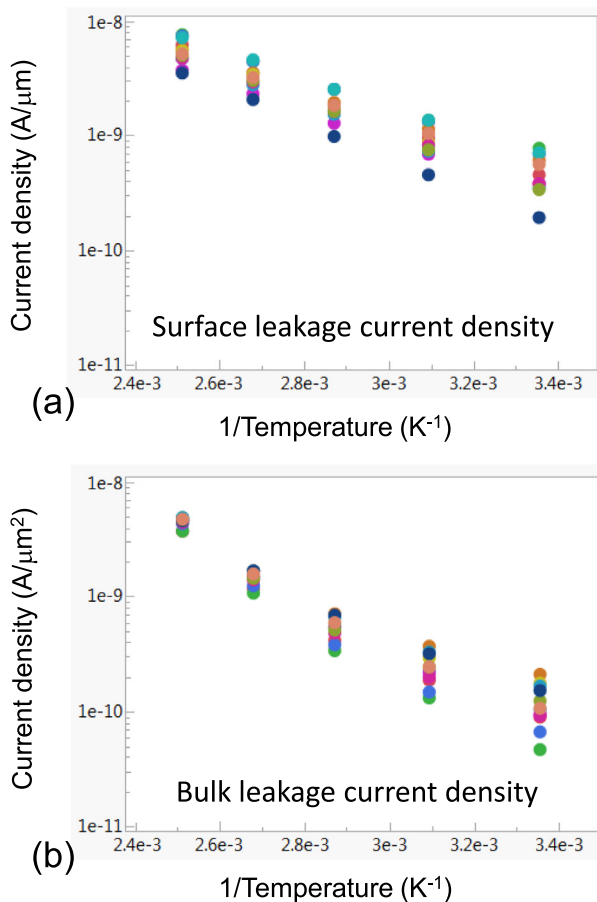 1e-8
1e-9
1e-10
1e-11
Current density (A/μm)
Surface leakage current density
2.4e-3 2.6e-3 2.8e-3 3e-3 3.2e-3 3.4e-3
(a)
1/Temperature (K-1)
1e-8
1e-9
1e-10
1e-11
Current density (A/μm²)
Bulk leakage current density
2.4e-3 2.6e-3 2.8e-3 3e-3 3.2e-3 3.4e-3
(b)
1/Temperature (K-1)